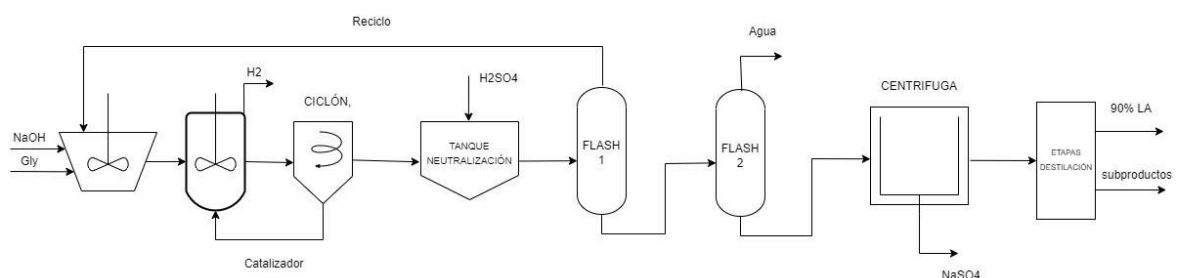 Reciclo
Agua
H2
H2SO4
CENTRIFUGA
CICLÓN,
90% LA
NaOH
Gly
TANQUE
NEUTRALIZACIÓN
FLASH
1
FLASH
2
ETAPAS
DESTILACIÓN
subproductos
Catalizador
NaSO4